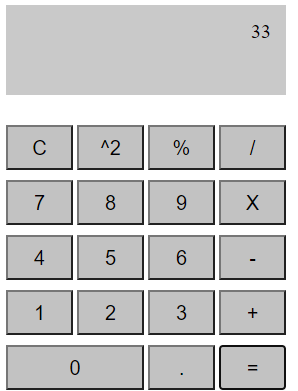 33
C ^2 % /
7 8 9 X
4 5 6 -
1 2 3 +
0 . =